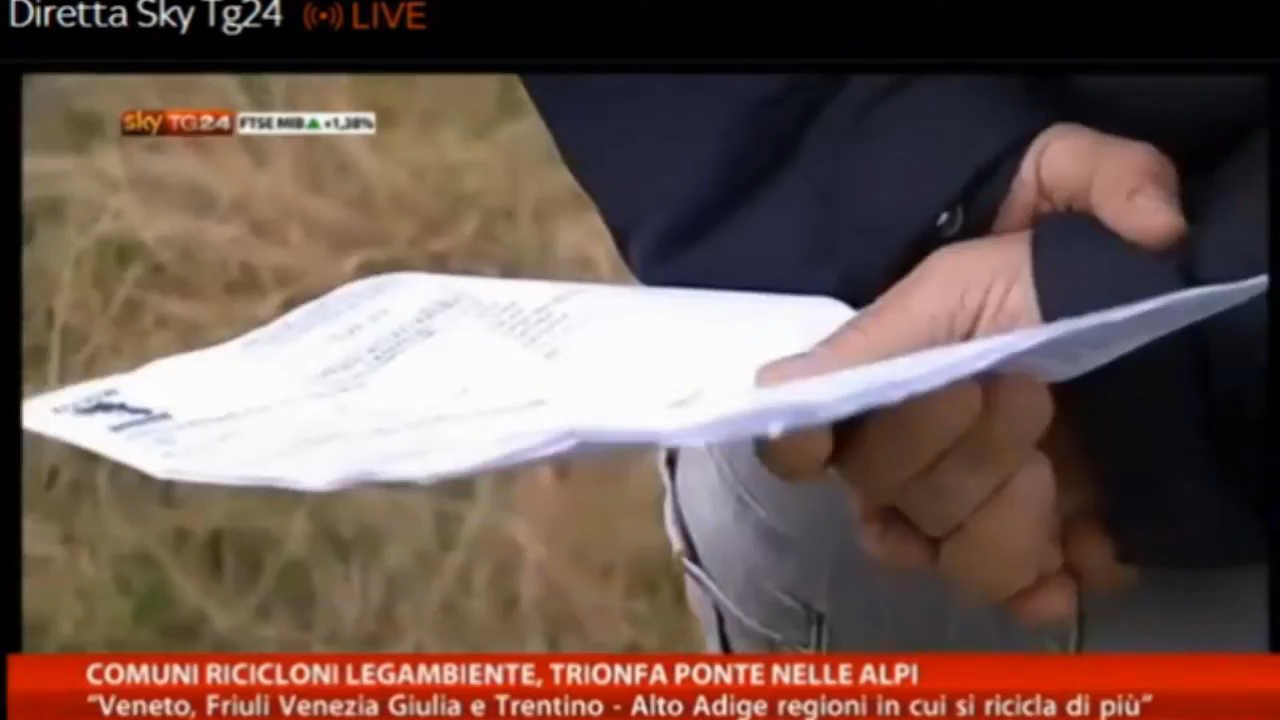 Diretta Sky Tg24 LIVE
sky TG24 FTSE MIB ▲ +1,38%
COMUNI RICICLONI LEGAMBIENTE, TRIONFA PONTE NELLE ALPI
"Veneto, Friuli Venezia Giulia e Trentino - Alto Adige regioni in cui si ricicla di più"